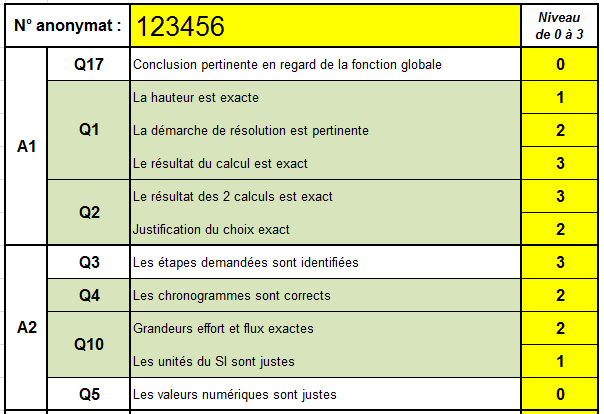 N° anonymat : 123456 Niveau de 0 à 3
A1
Q17 Conclusion pertinente en regard de la fonction globale 0
Q1
La hauteur est exacte 1
La démarche de résolution est pertinente 2
Le résultat du calcul est exact 3
Q2
Le résultat des 2 calculs est exact 3
Justification du choix exact 2
A2
Q3 Les étapes demandées sont identifiées 3
Q4 Les chronogrammes sont corrects 2
Q10
Grandeurs effort et flux exactes 2
Les unités du SI sont justes 1
Q5 Les valeurs numériques sont justes 0